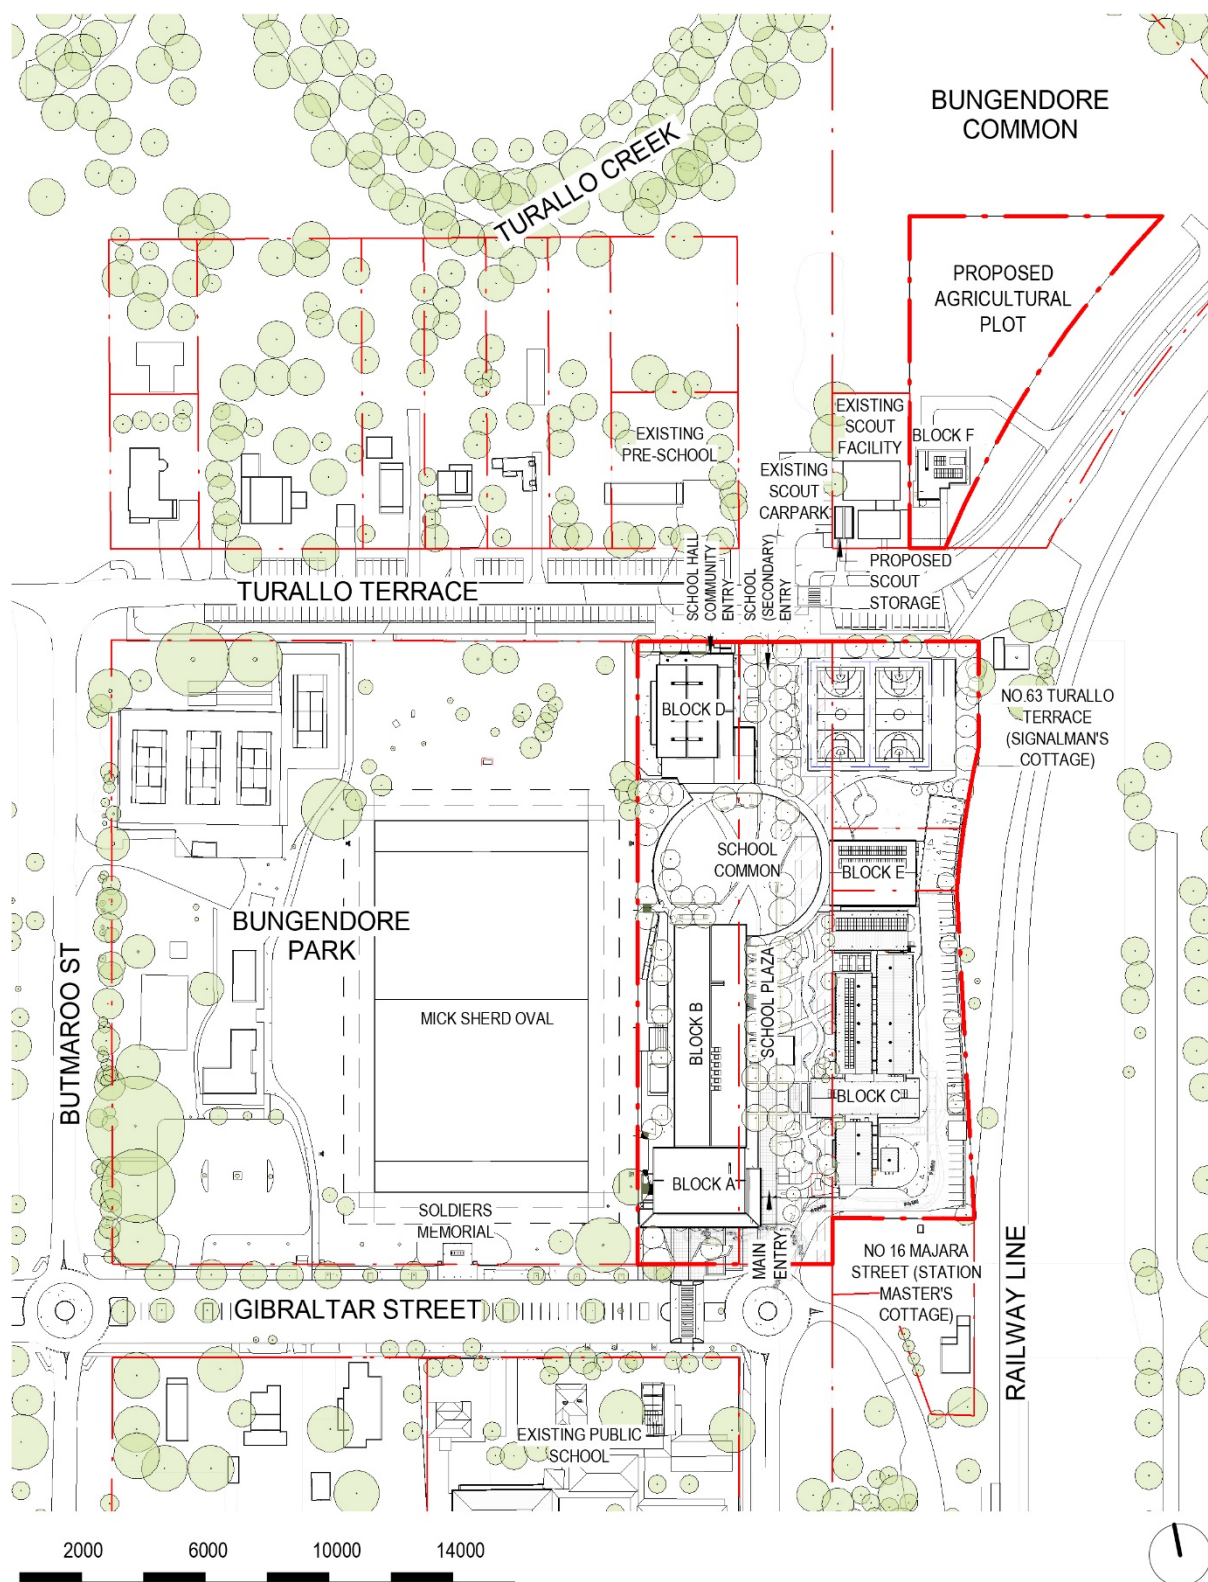 BUNGENDORE
COMMON
TURALLO CREEK
PROPOSED
AGRICULTURAL
PLOT
EXISTING
SCOUT
FACILITY
BLOCK F
EXISTING
PRE-SCHOOL
EXISTING
SCOUT
CARPARK
SCHOOL HALL
COMMUNITY
ENTRY
SCHOOL
(SECONDARY)
ENTRY
PROPOSED
SCOUT
STORAGE
TURALLO TERRACE
BLOCK D
NO.63 TURALLO
TERRACE
(SIGNALMAN'S
COTTAGE)
SCHOOL
COMMON
BLOCK E
BUNGENDORE
PARK
MICK SHERD OVAL
BUTMAROO ST
BLOCK B
SCHOOL PLAZA
BLOCK C
BLOCK A
SOLDIERS
MEMORIAL
MAIN
ENTRY
NO 16 MAJARA
STREET (STATION
MASTER'S
COTTAGE)
GIBRALTAR STREET
RAILWAY LINE
EXISTING PUBLIC
SCHOOL
2000 6000 10000 14000